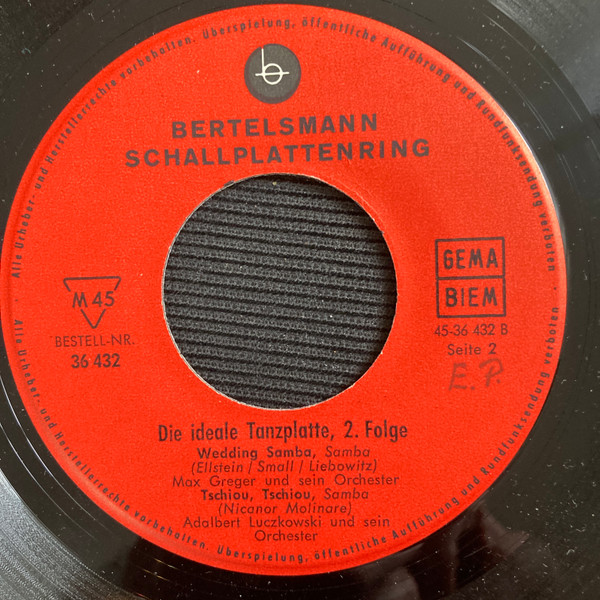 Alle Urheber- und Herstellerrechte vorbehalten. Überspielung, öffentliche Aufführung und Rundfunksendung verboten
b
BERTELSMANN
SCHALLPLATTENRING
GEMA
BIEM
M 45
BESTELL-NR.
36 432
45-36 432 B
Seite 2
E.P.
Die ideale Tanzplatte, 2. Folge
Wedding Samba, Samba
(Ellstein / Small / Liebowitz)
Max Greger und sein Orchester
Tschiou, Tschiou, Samba
(Nicanor Molinare)
Adalbert Luczkowski und sein
Orchester
Alle Urheber- und Herstellerrechte vorbehalten. Überspielung, öffentliche Aufführung und Rundfunksendung verboten